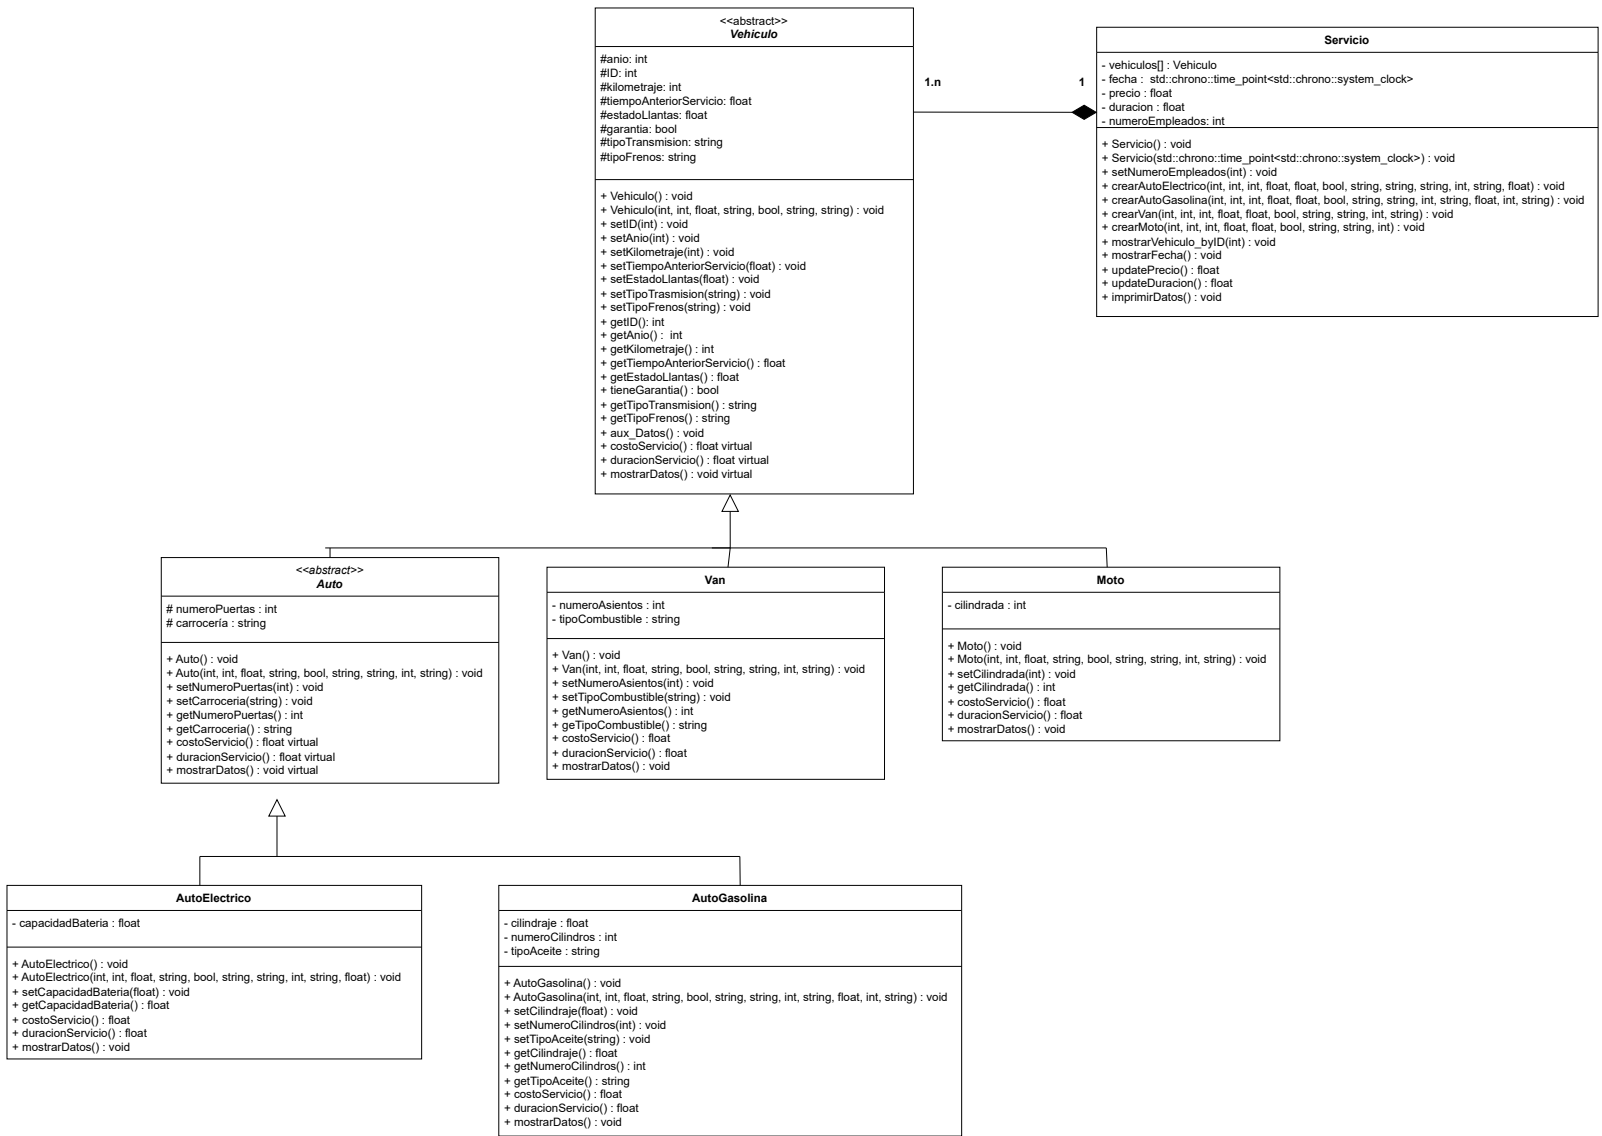 <<abstract>>
Vehiculo
#anio: int
#ID: int
#kilometraje: int
#tiempoAnteriorServicio: float
#estadoLlantas: float
#garantia: bool
#tipoTransmision: string
#tipoFrenos: string
+ Vehiculo() : void
+ Vehiculo(int, int, float, string, bool, string, string) : void
+ setID(int) : void
+ setAnio(int) : void
+ setKilometraje(int) : void
+ setTiempoAnteriorServicio(float) : void
+ setEstadoLlantas(float) : void
+ setTipoTrasmision(string) : void
+ setTipoFrenos(string) : void
+ getID(): int
+ getAnio() : int
+ getKilometraje() : int
+ getTiempoAnteriorServicio() : float
+ getEstadoLlantas() : float
+ tieneGarantia() : bool
+ getTipoTransmision() : string
+ getTipoFrenos() : string
+ aux_Datos() : void
+ costoServicio() : float virtual
+ duracionServicio() : float virtual
+ mostrarDatos() : void virtual
1.n
1
Servicio
- vehiculos[] : Vehiculo
- fecha : std::chrono::time_point<std::chrono::system_clock>
- precio : float
- duracion : float
- numeroEmpleados: int
+ Servicio() : void
+ Servicio(std::chrono::time_point<std::chrono::system_clock>) : void
+ setNumeroEmpleados(int) : void
+ crearAutoElectrico(int, int, int, float, float, bool, string, string, string, int, string, float) : void
+ crearAutoGasolina(int, int, int, float, float, bool, string, string, int, string, float, int, string) : void
+ crearVan(int, int, int, float, float, bool, string, string, int, string) : void
+ crearMoto(int, int, int, float, float, bool, string, string, int) : void
+ mostrarVehiculo_byID(int) : void
+ mostrarFecha() : void
+ updatePrecio() : float
+ updateDuracion() : float
+ imprimirDatos() : void
<<abstract>>
Auto
# numeroPuertas : int
# carrocería : string
+ Auto() : void
+ Auto(int, int, float, string, bool, string, string, int, string) : void
+ setNumeroPuertas(int) : void
+ setCarroceria(string) : void
+ getNumeroPuertas() : int
+ getCarroceria() : string
+ costoServicio() : float virtual
+ duracionServicio() : float virtual
+ mostrarDatos() : void virtual
Van
- numeroAsientos : int
- tipoCombustible : string
+ Van() : void
+ Van(int, int, float, string, bool, string, string, int, string) : void
+ setNumeroAsientos(int) : void
+ setTipoCombustible(string) : void
+ getNumeroAsientos() : int
+ geTipoCombustible() : string
+ costoServicio() : float
+ duracionServicio() : float
+ mostrarDatos() : void
Moto
- cilindrada : int
+ Moto() : void
+ Moto(int, int, float, string, bool, string, string, int, string) : void
+ setCilindrada(int) : void
+ getCilindrada() : int
+ costoServicio() : float
+ duracionServicio() : float
+ mostrarDatos() : void
AutoElectrico
- capacidadBateria : float
+ AutoElectrico() : void
+ AutoElectrico(int, int, float, string, bool, string, string, int, string, float) : void
+ setCapacidadBateria(float) : void
+ getCapacidadBateria() : float
+ costoServicio() : float
+ duracionServicio() : float
+ mostrarDatos() : void
AutoGasolina
- cilindraje : float
- numeroCilindros : int
- tipoAceite : string
+ AutoGasolina() : void
+ AutoGasolina(int, int, float, string, bool, string, string, int, string, float, int, string) : void
+ setCilindraje(float) : void
+ setNumeroCilindros(int) : void
+ setTipoAceite(string) : void
+ getCilindraje() : float
+ getNumeroCilindros() : int
+ getTipoAceite() : string
+ costoServicio() : float
+ duracionServicio() : float
+ mostrarDatos() : void